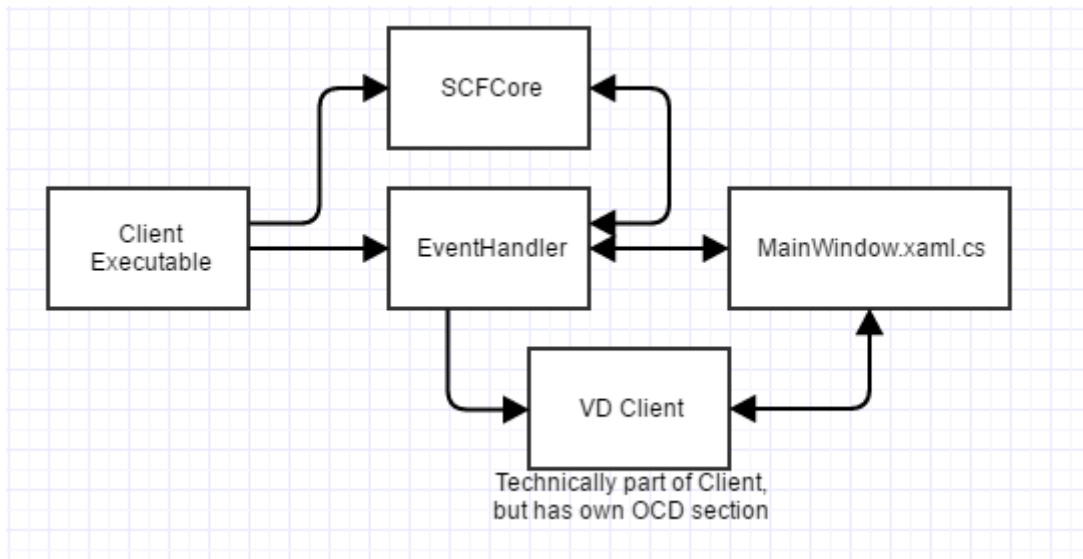 SCFCore
Client
Executable
EventHandler
MainWindow.xaml.cs
VD Client
Technically part of Client,
but has own OCD section